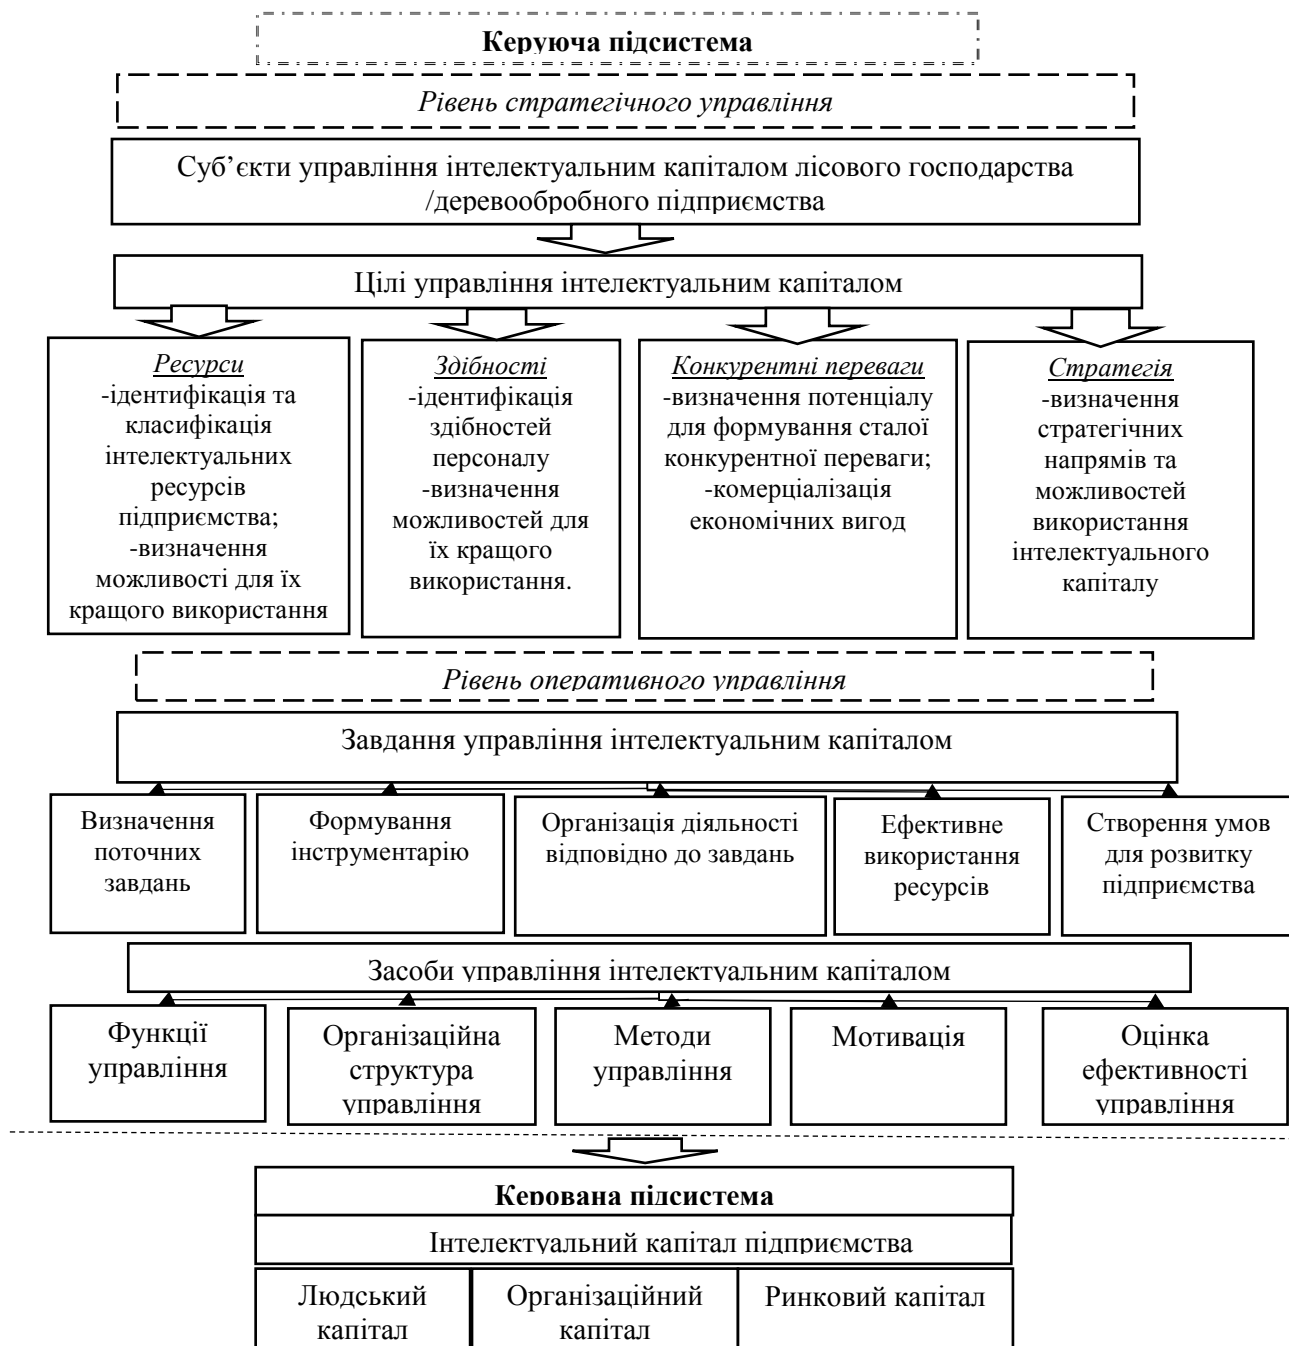 Керуюча підсистема
Рівень стратегічного управління
Суб’єкти управління інтелектуальним капіталом лісового господарства
/деревообробного підприємства
Цілі управління інтелектуальним капіталом
Ресурси
-ідентифікація та
класифікація
інтелектуальних
ресурсів
підприємства;
-визначення
можливості для їх
кращого використання
Здібності
-ідентифікація
здібностей
персоналу
-визначення
можливостей для
їх кращого
використання.
Конкурентні переваги
-визначення потенціалу
для формування сталої
конкурентної переваги;
-комерціалізація
економічних вигод
Стратегія
-визначення
стратегічних
напрямів та
можливостей
використання
інтелектуального
капіталу
Рівень оперативного управління
Завдання управління інтелектуальним капіталом
Визначення
поточних
завдань
Формування
інструментарію
Організація діяльності
відповідно до завдань
Ефективне
використання
ресурсів
Створення умов
для розвитку
підприємства
Засоби управління інтелектуальним капіталом
Функції
управління
Організаційна
структура
управління
Методи
управління
Мотивація
Оцінка
ефективності
управління
Керована підсистема
Інтелектуальний капітал підприємства
Людський
капітал
Організаційний
капітал
Ринковий капітал